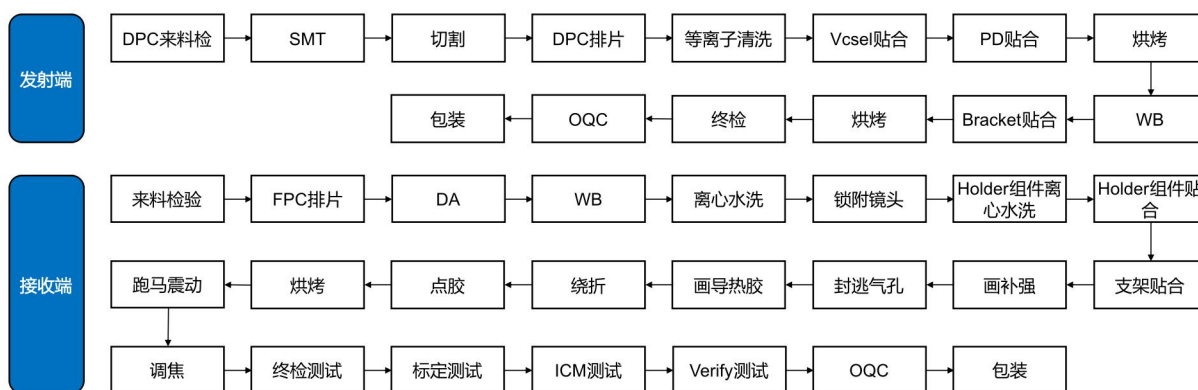 发射端
DPC来料检
SMT
切割
DPC排片
等离子清洗
Vcsel贴合
PD贴合
烘烤
包装
OQC
终检
烘烤
Bracket贴合
WB
接收端
来料检验
FPC排片
DA
WB
离心水洗
锁附镜头
Holder组件离
心水洗
Holder组件贴
合
跑马震动
烘烤
点胶
绕折
画导热胶
封逃气孔
画补强
支架贴合
调焦
终检测试
标定测试
ICM测试
Verify测试
OQC
包装